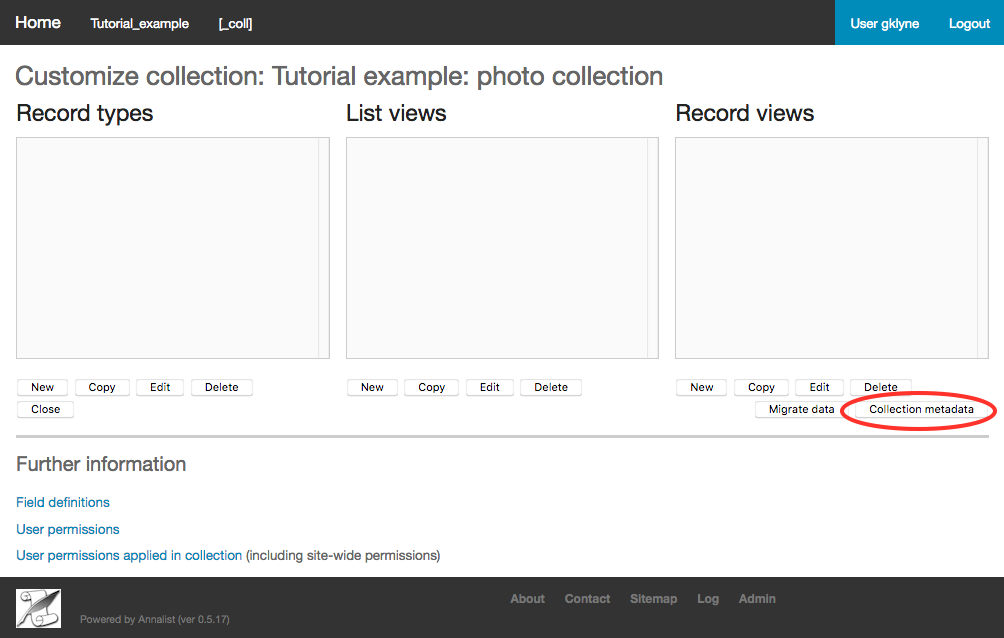 Home Tutorial_example [_coll] User gklyne Logout
Customize collection: Tutorial example: photo collection
Record types List views Record views
New Copy Edit Delete New Copy Edit Delete New Copy Edit Delete
Close Migrate data Collection metadata
Further information
Field definitions
User permissions
User permissions applied in collection (including site-wide permissions)
About Contact Sitemap Log Admin
Powered by Annalist (ver 0.5.17)